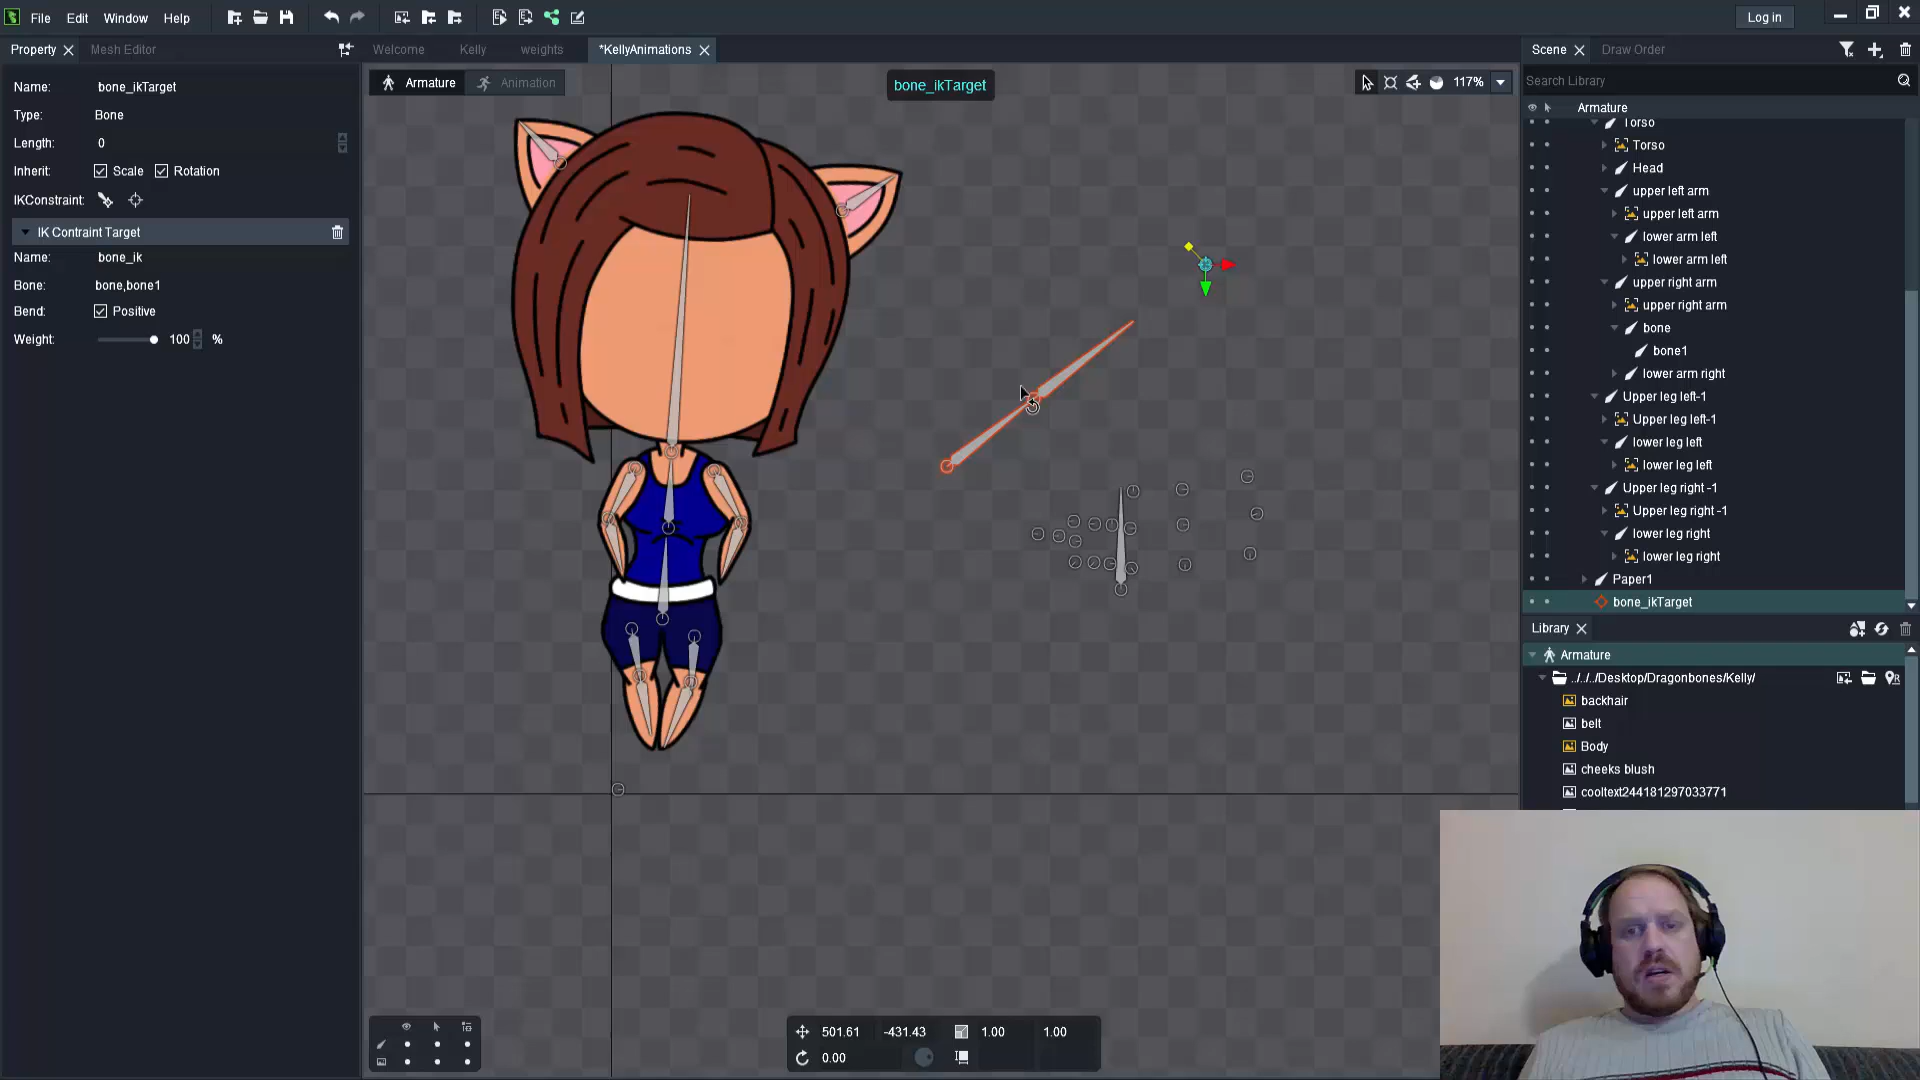 File Edit Window Help
Log in
Property
Mesh Editor
Welcome
Kelly
weights
*KellyAnimations
Scene
Draw Order
Armature
Animation
bone_ikTarget
117%
Name: bone_ikTarget
Type: Bone
Length: 0
Inherit: Scale Rotation
IKConstraint:
IK Contraint Target
Name: bone_ik
Bone: bone,bone1
Bend: Positive
Weight: 100 %
Search Library
Armature
Torso
Torso
Head
upper left arm
upper left arm
lower arm left
lower arm left
upper right arm
upper right arm
bone
bone1
lower arm right
Upper leg left-1
Upper leg left-1
lower leg left
lower leg left
Upper leg right -1
Upper leg right -1
lower leg right
lower leg right
Paper1
bone_ikTarget
Library
Armature
../../../Desktop/Dragonbones/Kelly/
backhair
belt
Body
cheeks blush
cooltext244181297033771
501.61 -431.43 1.00 1.00
0.00